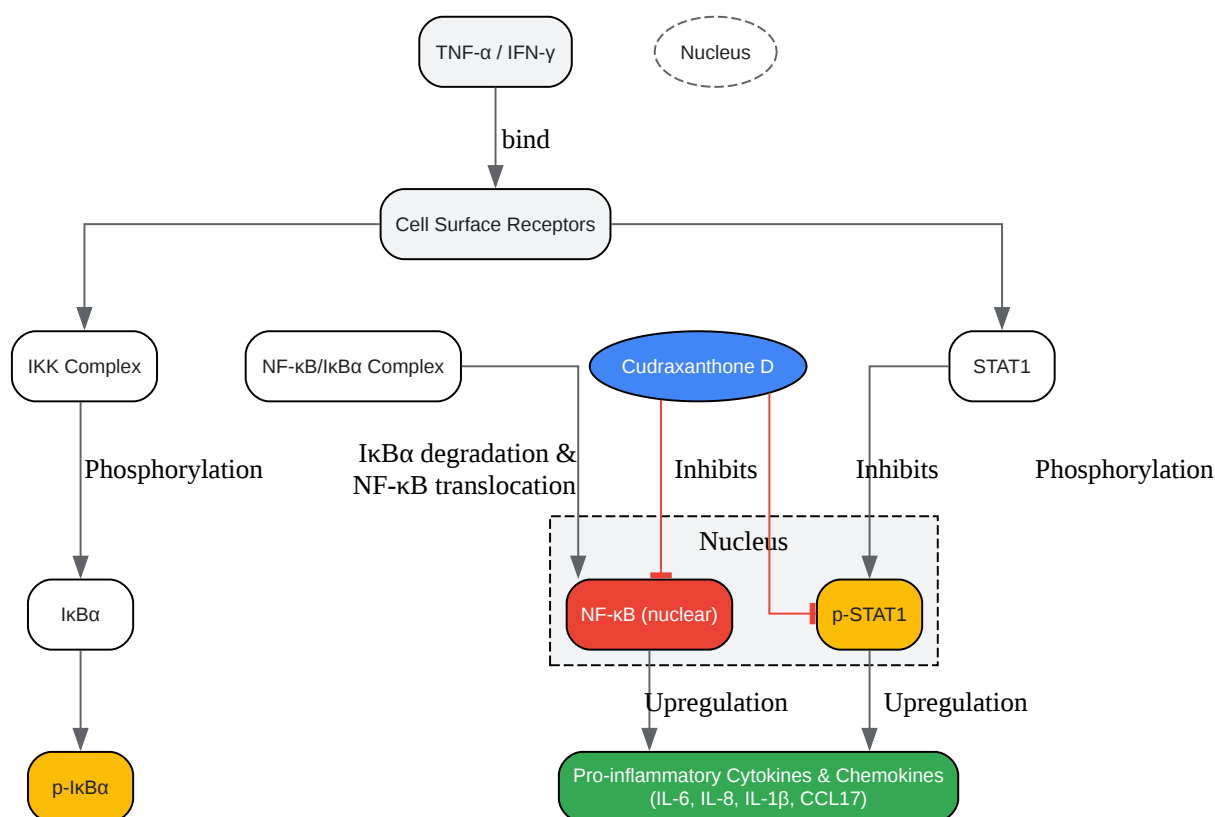 TNF-α / IFN-γ
Nucleus
bind
Cell Surface Receptors
IKK Complex
NF-κB/IκBα Complex
Cudraxanthone D
STAT1
Phosphorylation
IκBα degradation &
NF-κB translocation
Inhibits
Inhibits
Phosphorylation
Nucleus
IκBα
NF-κB (nuclear)
p-STAT1
Upregulation
Upregulation
p-IκBα
Pro-inflammatory Cytokines & Chemokines
(IL-6, IL-8, IL-1β, CCL17)